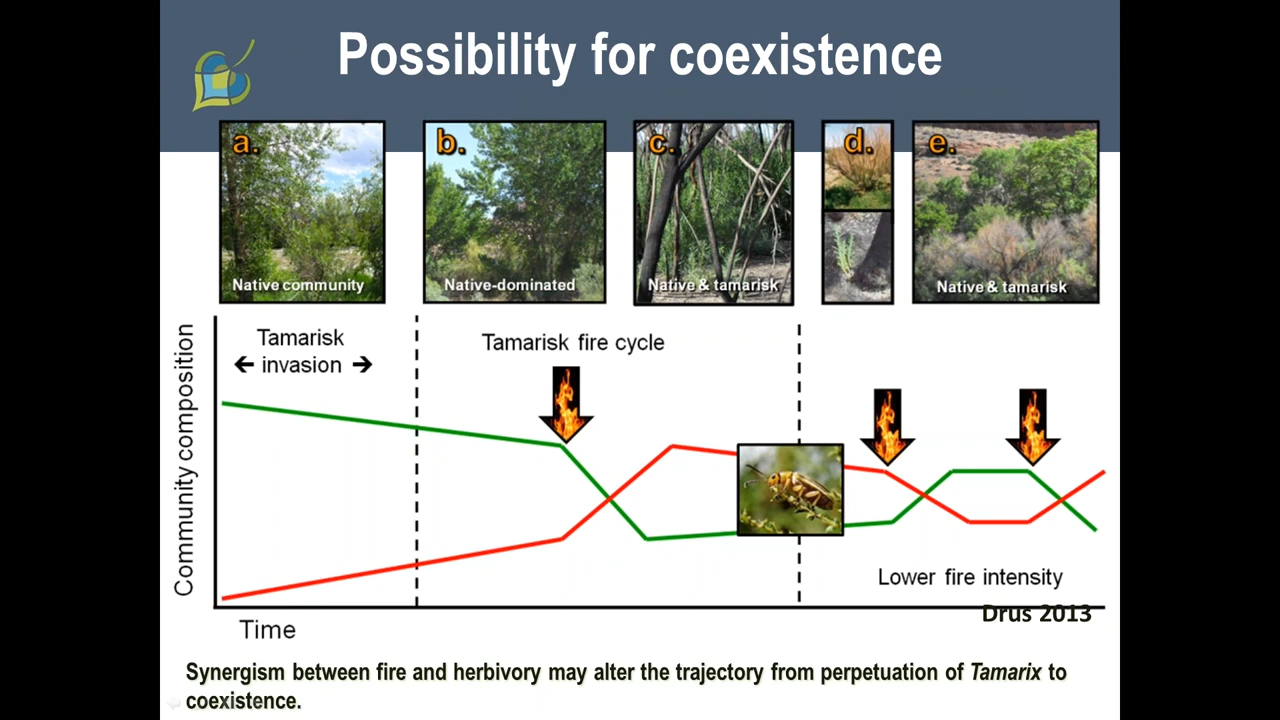 Possibility for coexistence
a.
b.
c.
d.
e.
Native community
Native-dominated
Native & tamarisk
Native & tamarisk
Community composition
Tamarisk
← invasion →
Tamarisk fire cycle
Lower fire intensity
Drus 2013
Time
Synergism between fire and herbivory may alter the trajectory from perpetuation of Tamarix to
coexistence.